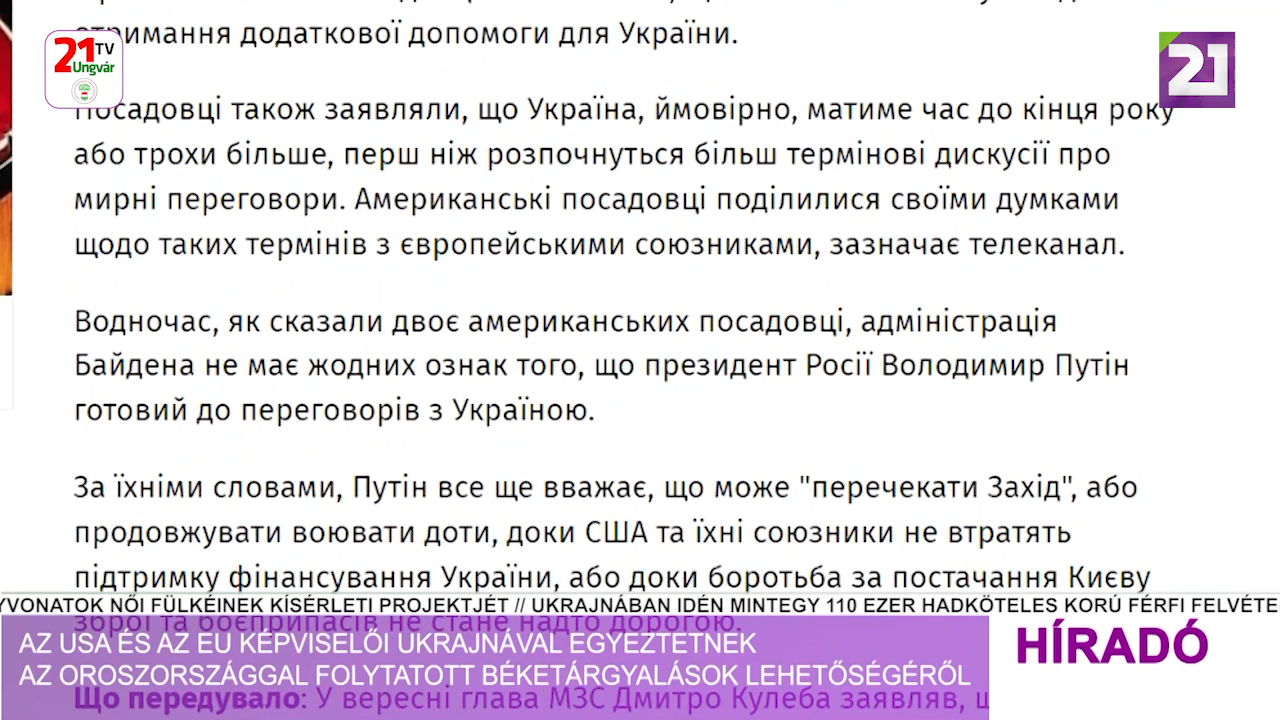 отримання додаткової допомоги для України.
21 TV
Ungvár
21
Посадовці також заявляли, що Україна, ймовірно, матиме час до кінця року
або трохи більше, перш ніж розпочнуться більш термінові дискусії про
мирні переговори. Американські посадовці поділилися своїми думками
щодо таких термінів з європейськими союзниками, зазначає телеканал.
Водночас, як сказали двоє американських посадовці, адміністрація
Байдена не має жодних ознак того, що президент Росії Володимир Путін
готовий до переговорів з Україною.
За їхніми словами, Путін все ще вважає, що може "перечекати Захід", або
продовжувати воювати доти, доки США та їхні союзники не втратять
підтримку фінансування України, або доки боротьба за постачання Києву
YVONATOK NŐI FÜLKÉINEK KÍSÉRLETI PROJEKTJÉT // UKRAJNÁBAN IDÉN MINTEGY 110 EZER HADKÖTELES KORÚ FÉRFI FELVÉTE
зброї та боєприпасів не стане надто дорогою.
AZ USA ÉS AZ EU KÉPVISELŐI UKRAJNÁVAL EGYEZTETNEK
AZ OROSZORSZÁGGAL FOLYTATOTT BÉKETÁRGYALÁSOK LEHETŐSÉGÉRŐL
HÍRADÓ
Що передувало: У вересні глава МЗС Дмитро Кулеба заявляв, щ